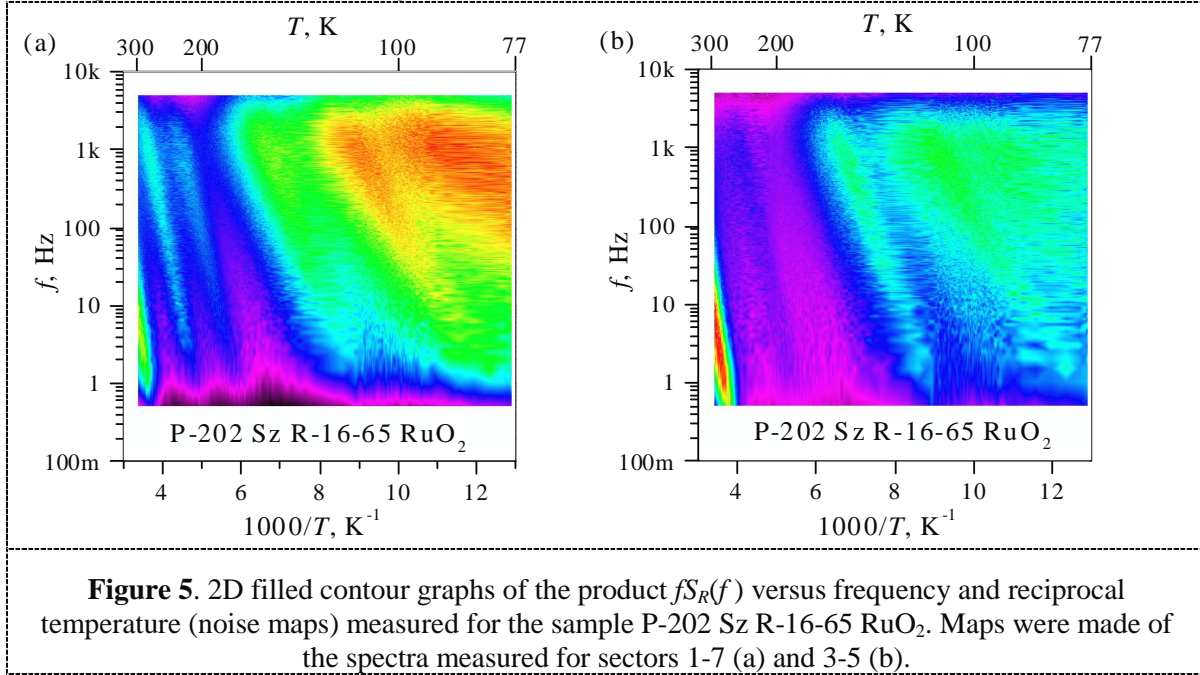 (a)
T, K
300 200 100 77
10k
1k
100
10
1
100m
f, Hz
P-202 Sz R-16-65 RuO₂
4 6 8 10 12
1000/T, K⁻¹
(b)
T, K
300 200 100 77
10k
1k
100
10
1
100m
f, Hz
P-202 Sz R-16-65 RuO₂
4 6 8 10 12
1000/T, K⁻¹
Figure 5. 2D filled contour graphs of the product fS_R(f ) versus frequency and reciprocal
temperature (noise maps) measured for the sample P-202 Sz R-16-65 RuO₂. Maps were made of
the spectra measured for sectors 1-7 (a) and 3-5 (b).